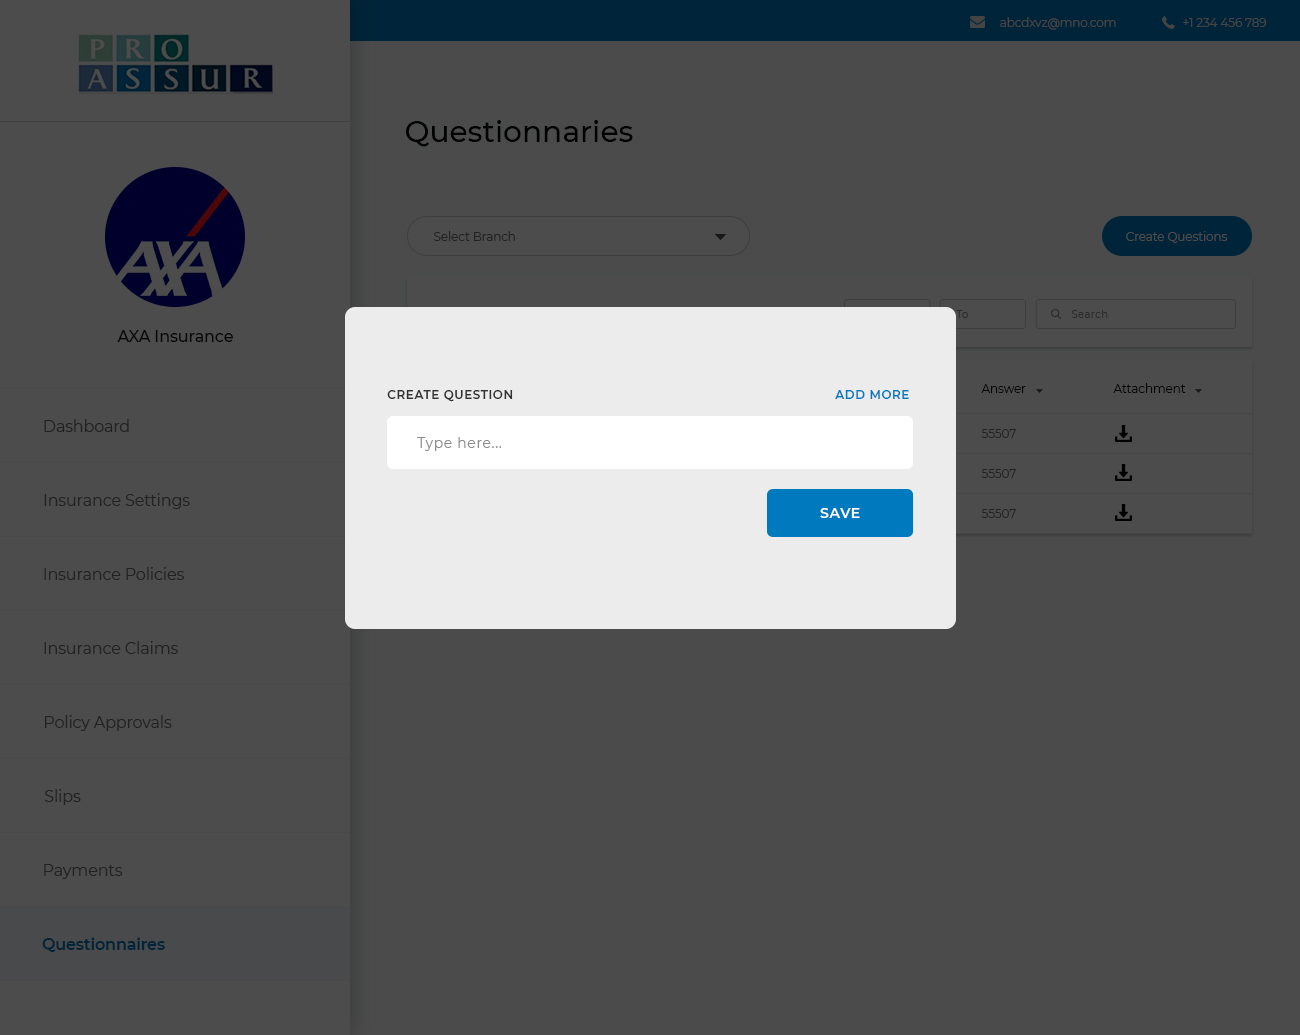 PRO
ASSUR
abcdxvz@mno.com
+1 234 456 789
AXA
AXA Insurance
Dashboard
Insurance Settings
Insurance Policies
Insurance Claims
Policy Approvals
Slips
Payments
Questionnaires
Questionnaries
Select Branch
Create Questions
To
Search
Answer
Attachment
55507
55507
55507
CREATE QUESTION
ADD MORE
Type here...
SAVE